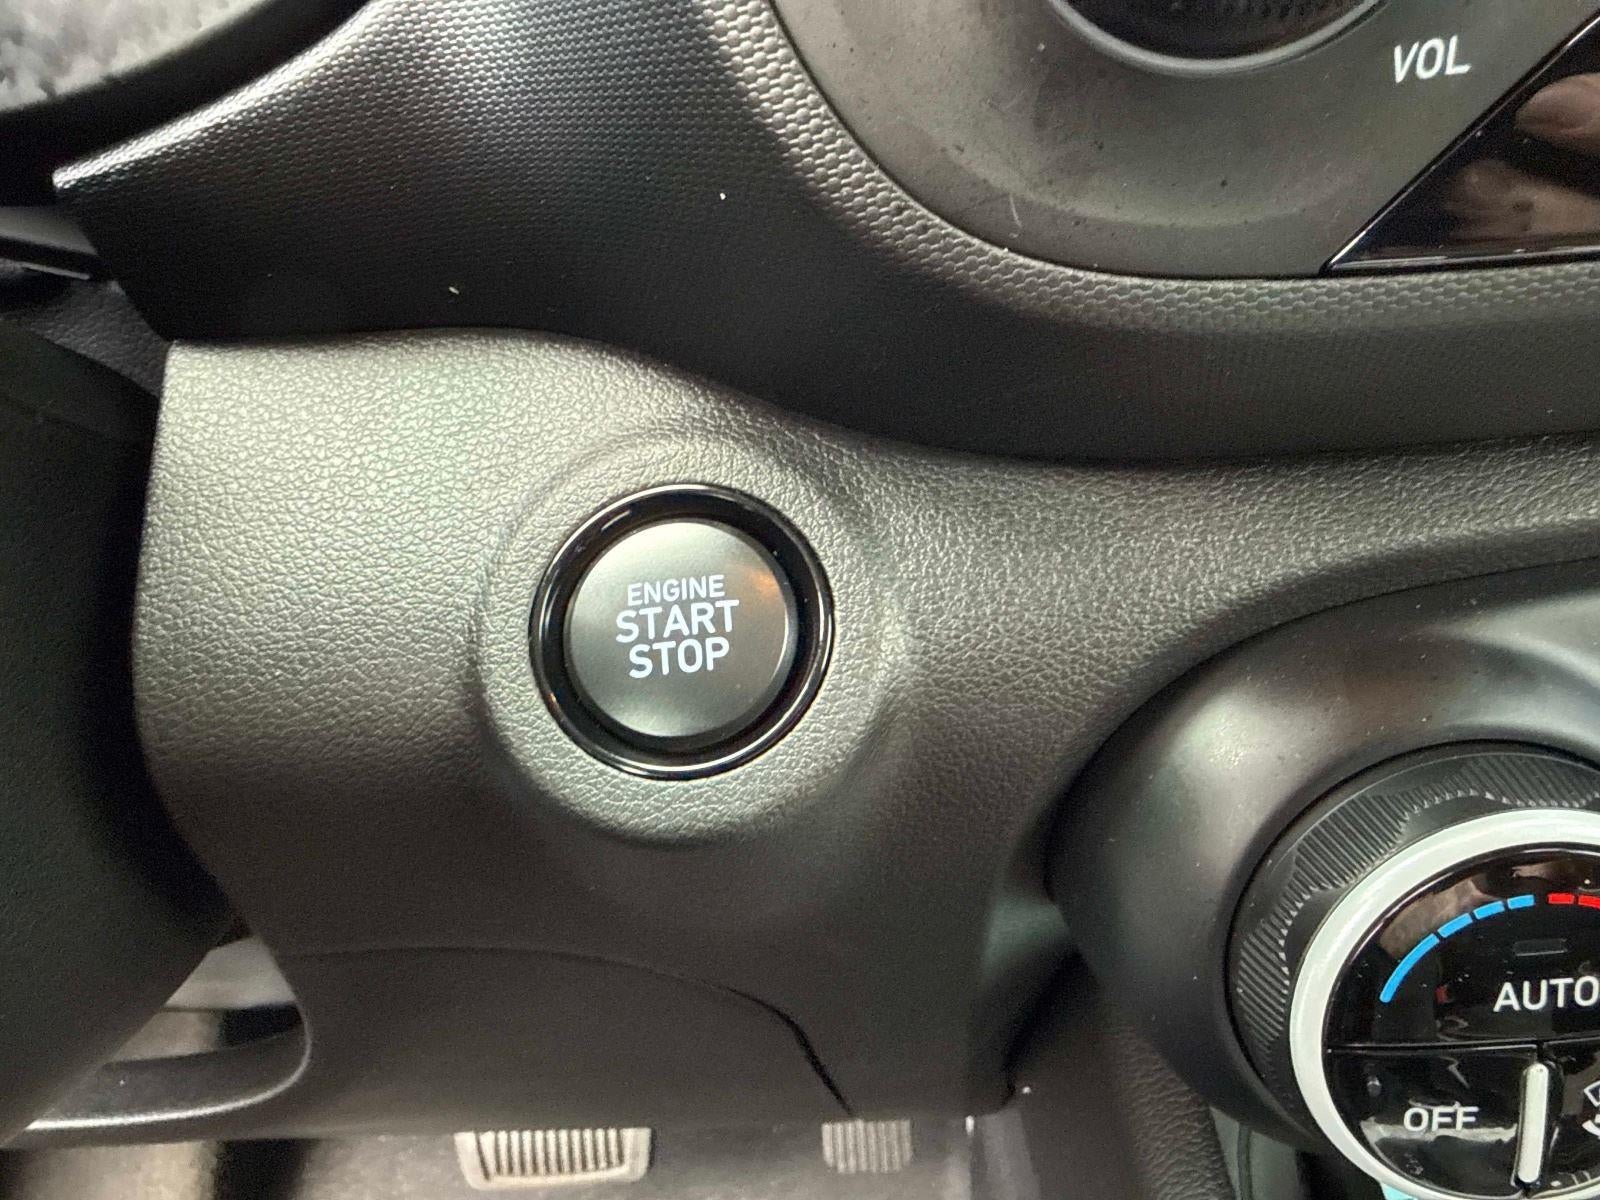 VOL
ENGINE
START
STOP
AUTO
OFF